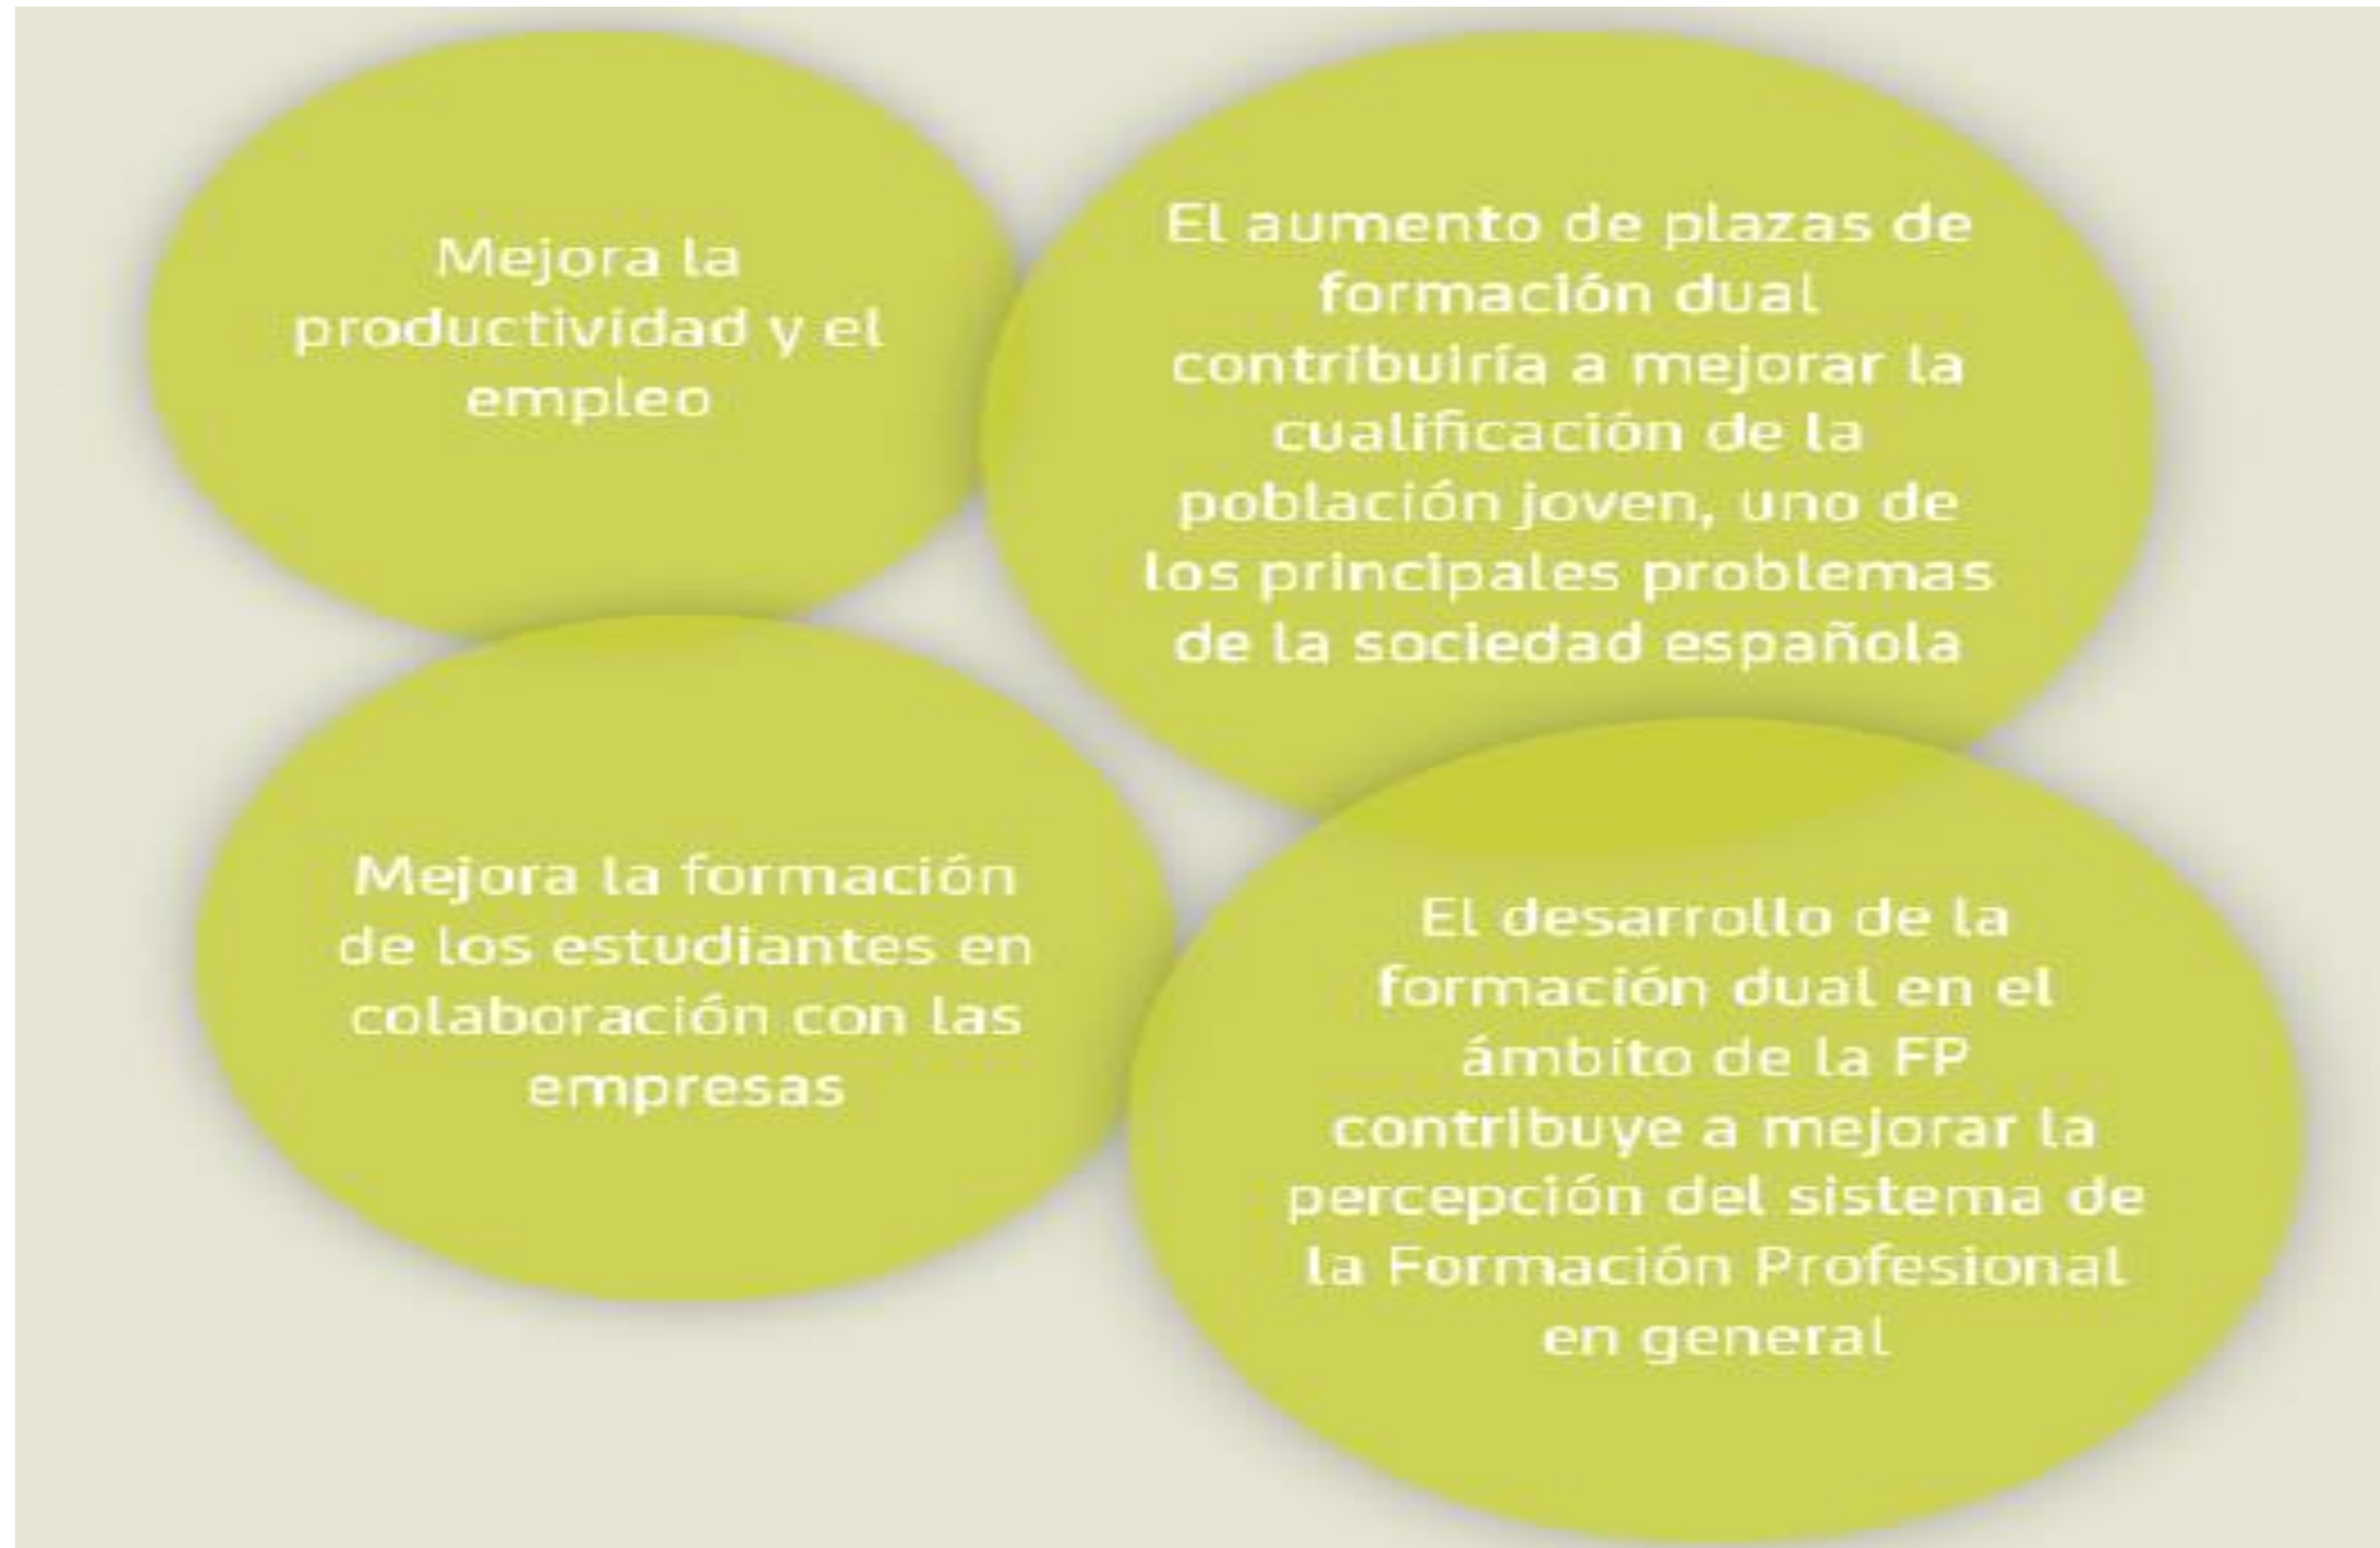 Mejora la
productividad y el
empleo
El aumento de plazas de
formación dual
contribuiría a mejorar la
cualificación de la
población joven, uno de
los principales problemas
de la sociedad española
Mejora la formación
de los estudiantes en
colaboración con las
empresas
El desarrollo de la
formación dual en el
ámbito de la FP
contribuye a mejorar la
percepción del sistema de
la Formación Profesional
en general